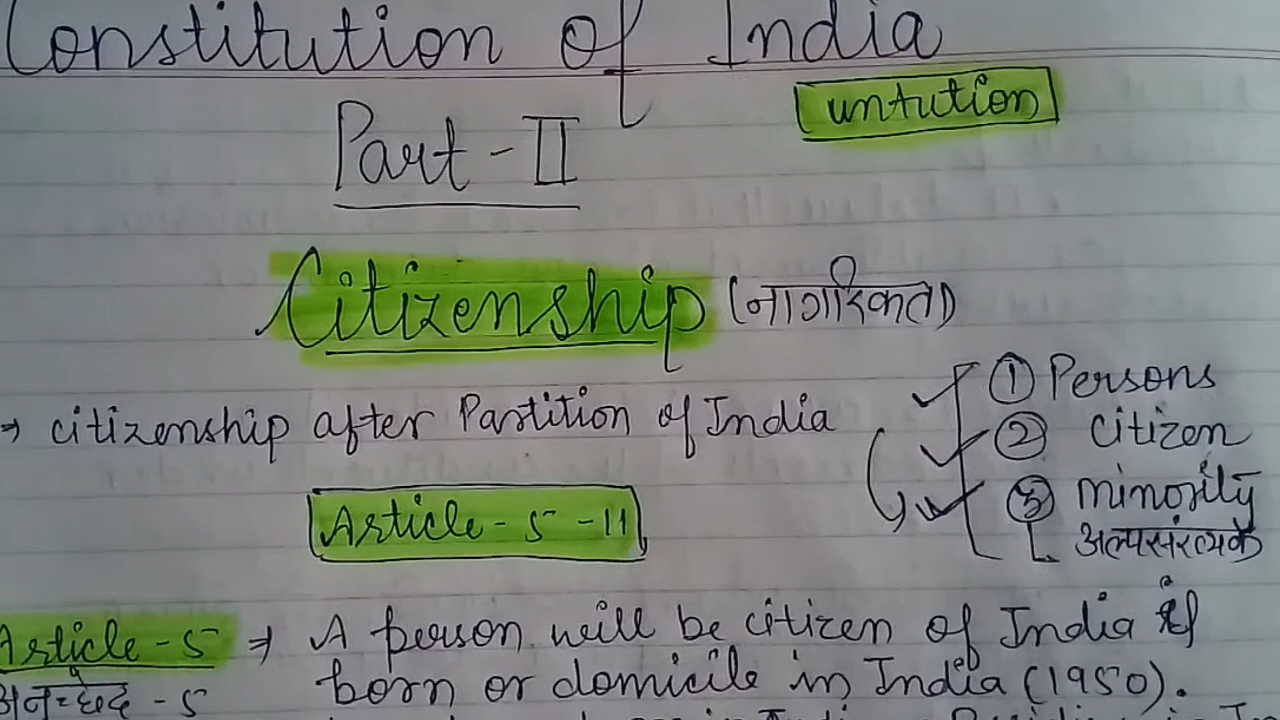 Constitution of India
untution
Part-II
Citizenship (नागरिकता)
→ citizenship after Partition of India
① Persons
② citizen
③ minority
अल्पसंख्यक
Article-5-11
Article-5 ⇒ A person will be citizen of India if
अनुच्छेद-5 born or domicile in India (1950).